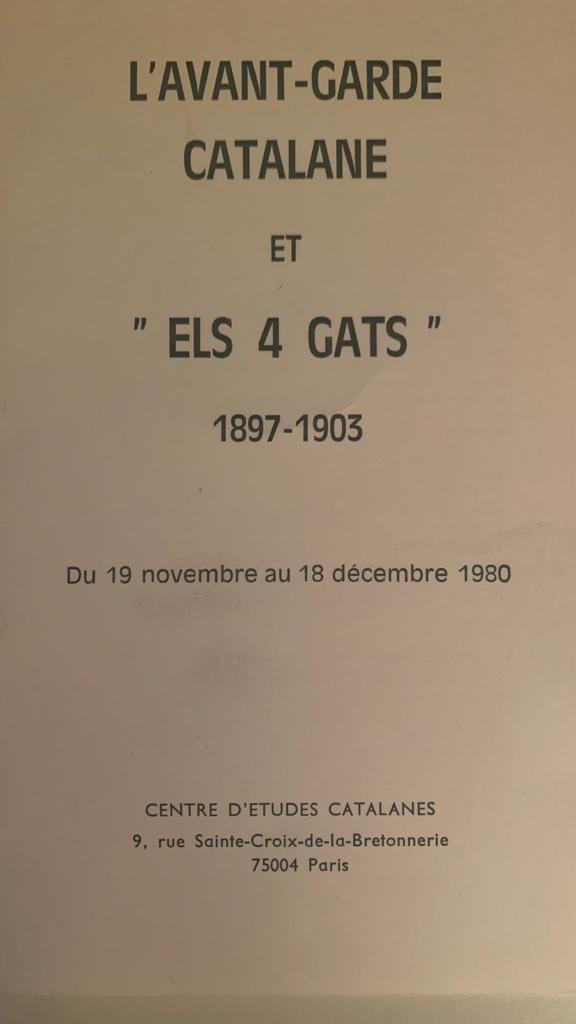 L'AVANT-GARDE
CATALANE
ET
" ELS 4 GATS "
1897-1903
Du 19 novembre au 18 décembre 1980
CENTRE D'ETUDES CATALANES
9, rue Sainte-Croix-de-la-Bretonnerie
75004 Paris